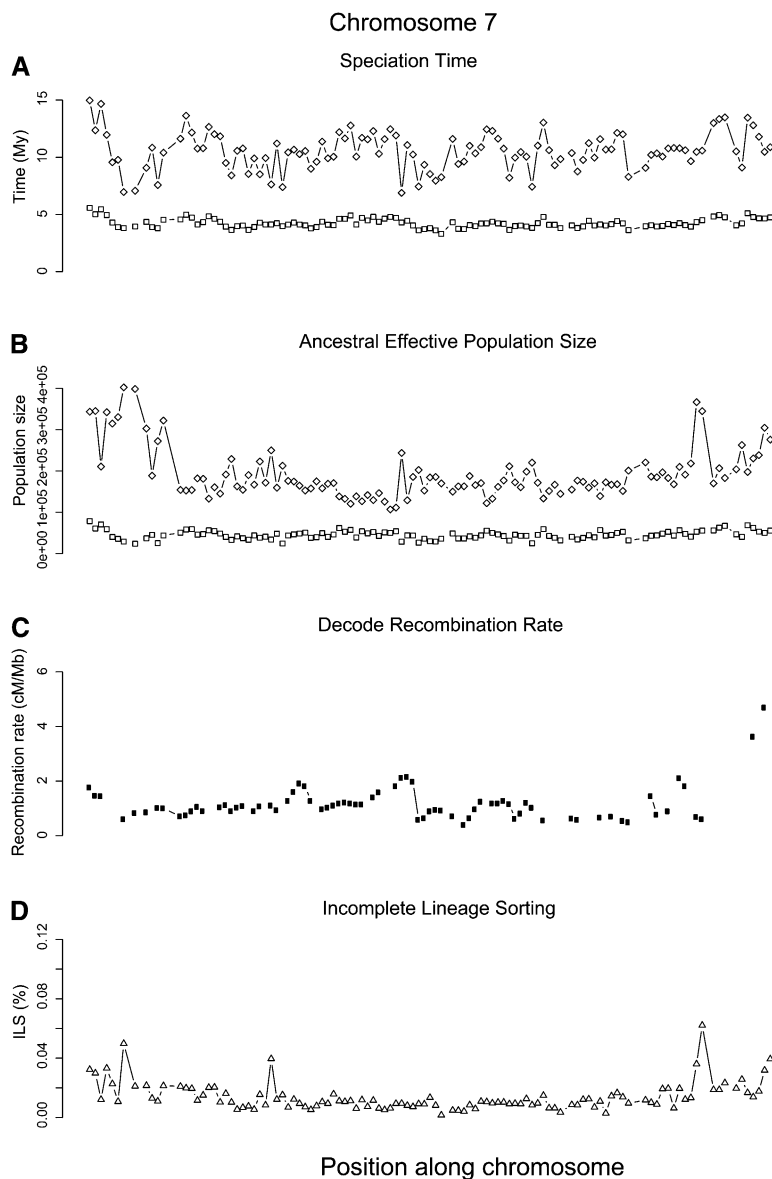 Chromosome 7
A
Speciation Time
Time (My)
15
10
5
0
B
Ancestral Effective Population Size
Population size
0e+00 1e+05 2e+05 3e+05 4e+05
C
Decode Recombination Rate
Recombination rate (cM/Mb)
6
4
2
0
D
Incomplete Lineage Sorting
ILS (%)
0.12
0.08
0.04
0.00
Position along chromosome